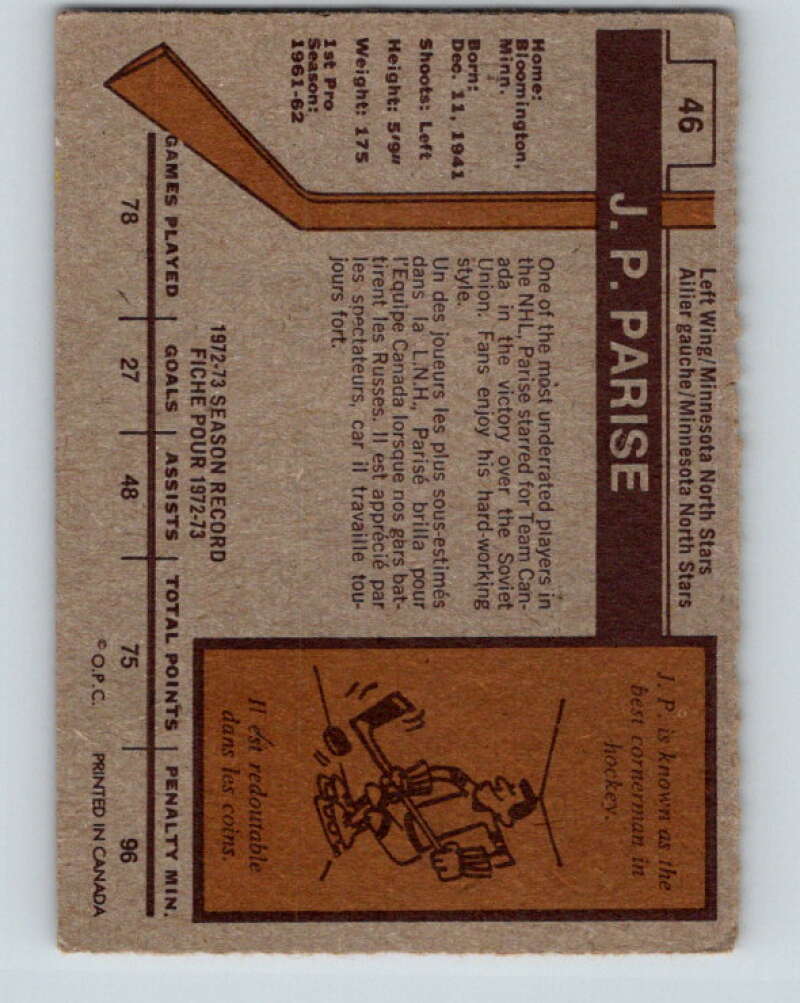 46
Left Wing/Minnesota North Stars
Ailier gauche/Minnesota North Stars
J. P. PARISE
Home:
Bloomington,
Minn.
Born:
Dec. 11, 1941
Shoots: Left
Height: 5'9"
Weight: 175
1st Pro
Season:
1961-62
One of the most underrated players in
the NHL, Parise starred for Team Can-
ada in the victory over the Soviet
Union. Fans enjoy his hard-working
style.
Un des joueurs les plus sous-estimés
dans la L.N.H., Parisé brilla pour
l'Equipe Canada lorsque nos gars bat-
tirent les Russes. Il est apprécié par
les spectateurs, car il travaille tou-
jours fort.
J. P. is known as the
best cornerman in
hockey.
Il est redoutable
dans les coins.
1972-73 SEASON RECORD
FICHE POUR 1972-73
GAMES PLAYED | GOALS | ASSISTS | TOTAL POINTS | PENALTY MIN.
78 27 48 75 96
© O.P.C. PRINTED IN CANADA